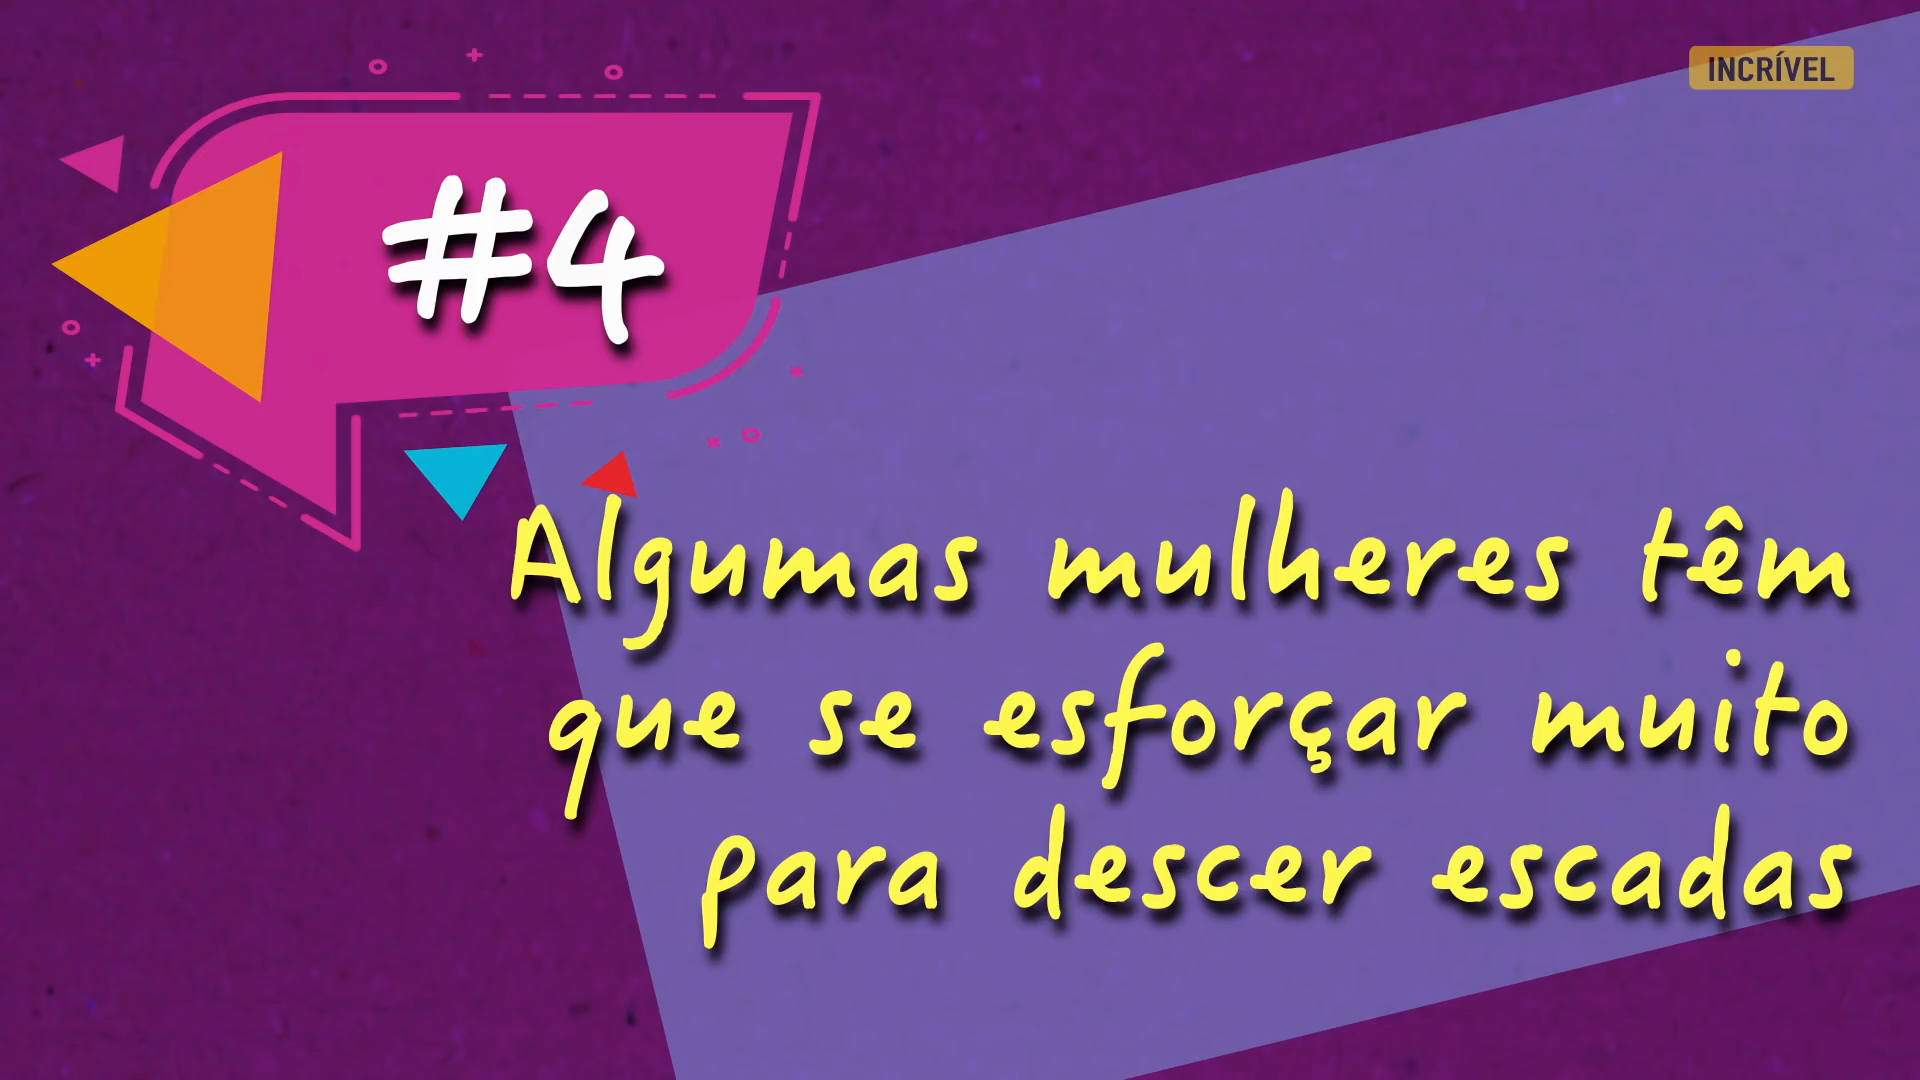 INCRÍVEL
#4
Algumas mulheres têm
que se esforçar muito
para descer escadas